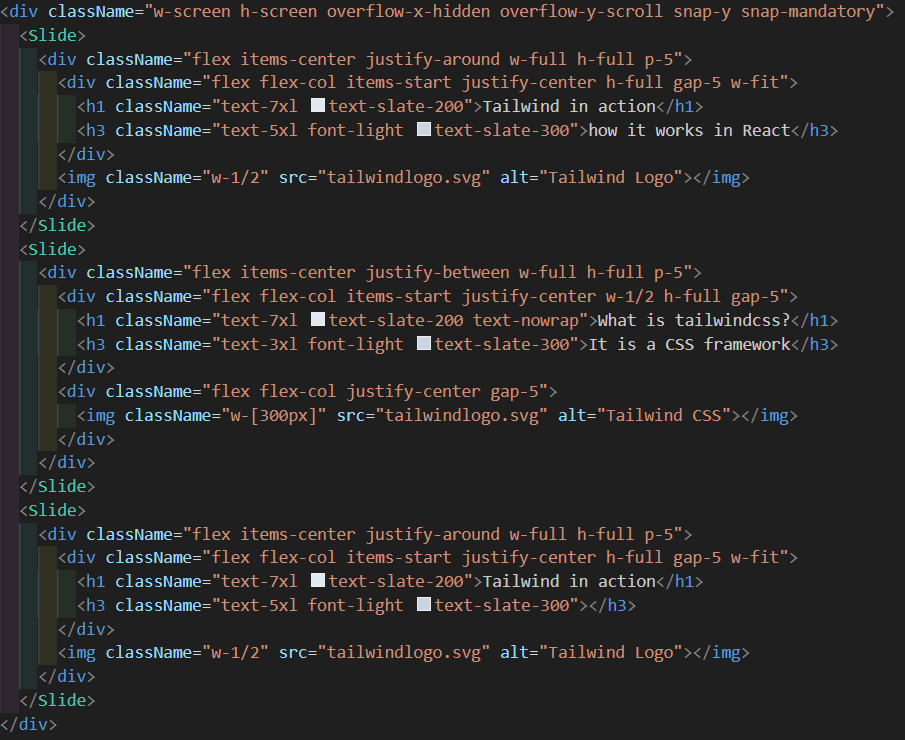 <div className="w-screen h-screen overflow-x-hidden overflow-y-scroll snap-y snap-mandatory">
<Slide>
<div className="flex items-center justify-around w-full h-full p-5">
<div className="flex flex-col items-start justify-center h-full gap-5 w-fit">
<h1 className="text-7xl text-slate-200">Tailwind in action</h1>
<h3 className="text-5xl font-light text-slate-300">how it works in React</h3>
</div>
<img className="w-1/2" src="tailwindlogo.svg" alt="Tailwind Logo"></img>
</div>
</Slide>
<Slide>
<div className="flex items-center justify-between w-full h-full p-5">
<div className="flex flex-col items-start justify-center w-1/2 h-full gap-5">
<h1 className="text-7xl text-slate-200 text-nowrap">What is tailwindcss?</h1>
<h3 className="text-3xl font-light text-slate-300">It is a CSS framework</h3>
</div>
<div className="flex flex-col justify-center gap-5">
<img className="w-[300px]" src="tailwindlogo.svg" alt="Tailwind CSS"></img>
</div>
</div>
</Slide>
<Slide>
<div className="flex items-center justify-around w-full h-full p-5">
<div className="flex flex-col items-start justify-center h-full gap-5 w-fit">
<h1 className="text-7xl text-slate-200">Tailwind in action</h1>
<h3 className="text-5xl font-light text-slate-300"></h3>
</div>
<img className="w-1/2" src="tailwindlogo.svg" alt="Tailwind Logo"></img>
</div>
</Slide>
</div>